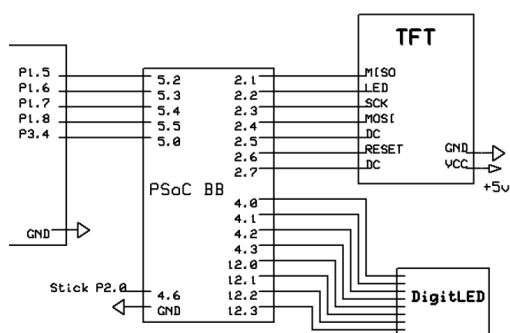 TFT
P1.5
P1.6
P1.7
P1.8
P3.4
GND
5.2
5.3
5.4
5.5
5.0
PSoC BB
Stick P2.0
4.6
GND
2.1
2.2
2.3
2.4
2.5
2.6
2.7
4.0
4.1
4.2
4.3
12.0
12.1
12.2
12.3
MISO
LED
SCK
MOSI
DC
RESET
DC
GND
VCC
+5v
DigitLED